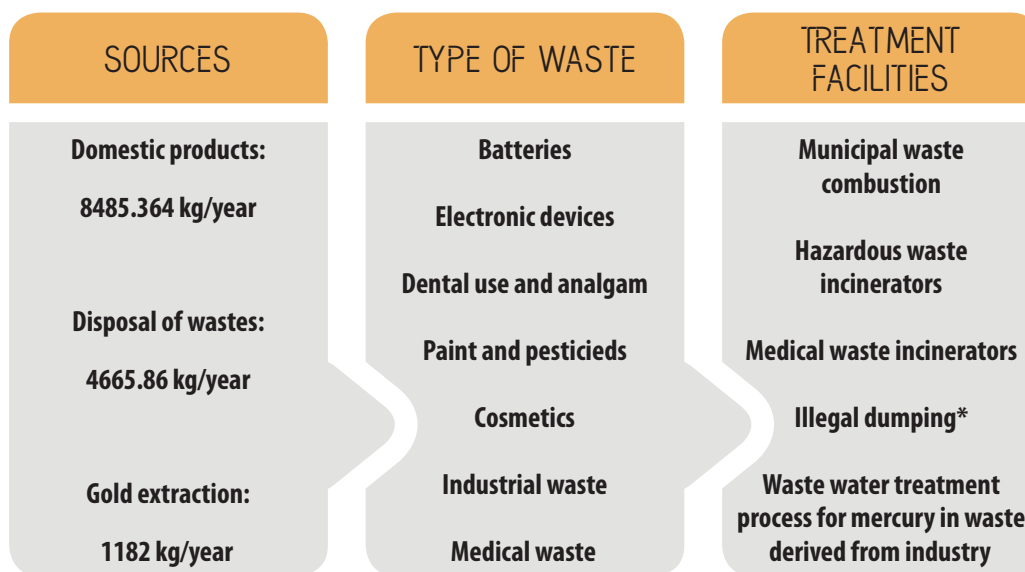 SOURCES
Domestic products:
8485.364 kg/year
Disposal of wastes:
4665.86 kg/year
Gold extraction:
1182 kg/year
TYPE OF WASTE
Batteries
Electronic devices
Dental use and analgam
Paint and pesticieds
Cosmetics
Industrial waste
Medical waste
TREATMENT
FACILITIES
Municipal waste
combustion
Hazardous waste
incinerators
Medical waste incinerators
Illegal dumping*
Waste water treatment
process for mercury in waste
derived from industry